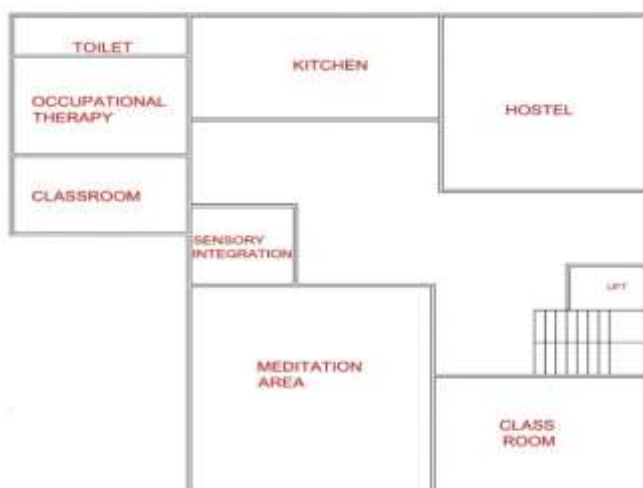 TOILET
KITCHEN
OCCUPATIONAL
THERAPY
HOSTEL
CLASSROOM
SENSORY
INTEGRATION
LIFT
MEDITATION
AREA
CLASS
ROOM